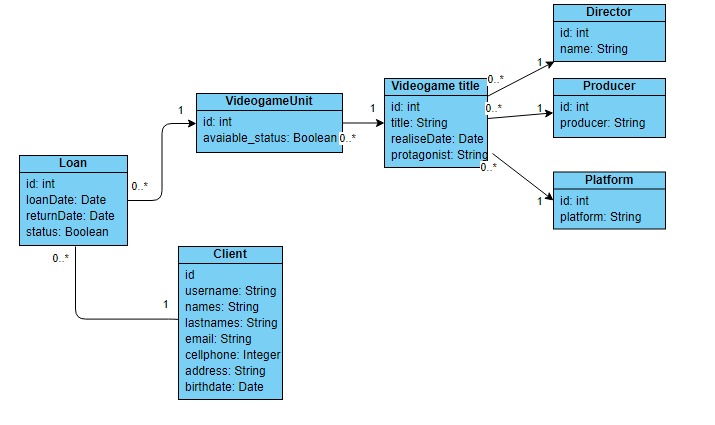 Director
id: int
name: String
0..*
1
VideogameUnit
id: int
avaiable_status: Boolean
1
0..*
1
Videogame title
id: int
title: String
realiseDate: Date
protagonist: String
0..*
1
Producer
id: int
producer: String
0..*
1
Platform
id: int
platform: String
Loan
id: int
loanDate: Date
returnDate: Date
status: Boolean
0..*
0..*
1
Client
id
username: String
names: String
lastnames: String
email: String
cellphone: Integer
address: String
birthdate: Date